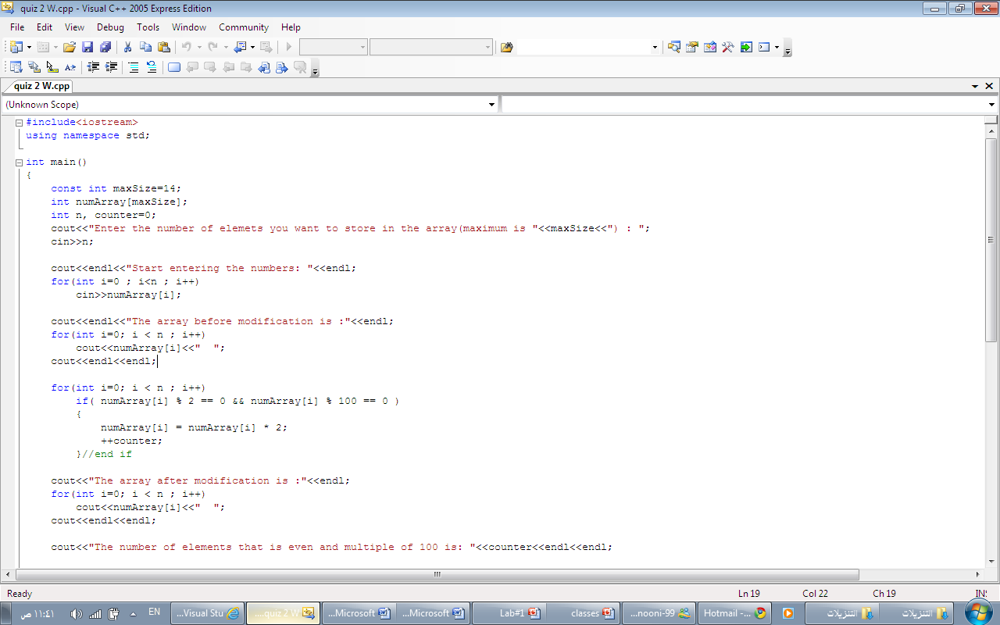 quiz 2 W.cpp - Visual C++ 2005 Express Edition
File Edit View Debug Tools Window Community Help
quiz 2 W.cpp
(Unknown Scope)
#include<iostream>
using namespace std;
int main()
{
const int maxSize=14;
int numArray[maxSize];
int n, counter=0;
cout<<"Enter the number of elemets you want to store in the array(maximum is "<<maxSize<<") : ";
cin>>n;
cout<<endl<<"Start entering the numbers: "<<endl;
for(int i=0 ; i<n ; i++)
cin>>numArray[i];
cout<<endl<<"The array before modification is :"<<endl;
for(int i=0; i < n ; i++)
cout<<numArray[i]<<"  ";
cout<<endl<<endl;
for(int i=0; i < n ; i++)
if( numArray[i] % 2 == 0 && numArray[i] % 100 == 0 )
{
numArray[i] = numArray[i] * 2;
++counter;
}//end if
cout<<"The array after modification is :"<<endl;
for(int i=0; i < n ; i++)
cout<<numArray[i]<<"  ";
cout<<endl<<endl;
cout<<"The number of elements that is even and multiple of 100 is: "<<counter<<endl<<endl;
Ready Ln 19 Col 22 Ch 19 IN:
١١:٤١ ص EN ...Visual Stu ...quiz 2 W ...Microsoft ...Microsoft Lab#1 classes ...nooni-99 Hotmail -... التنزيلات التنزيلات